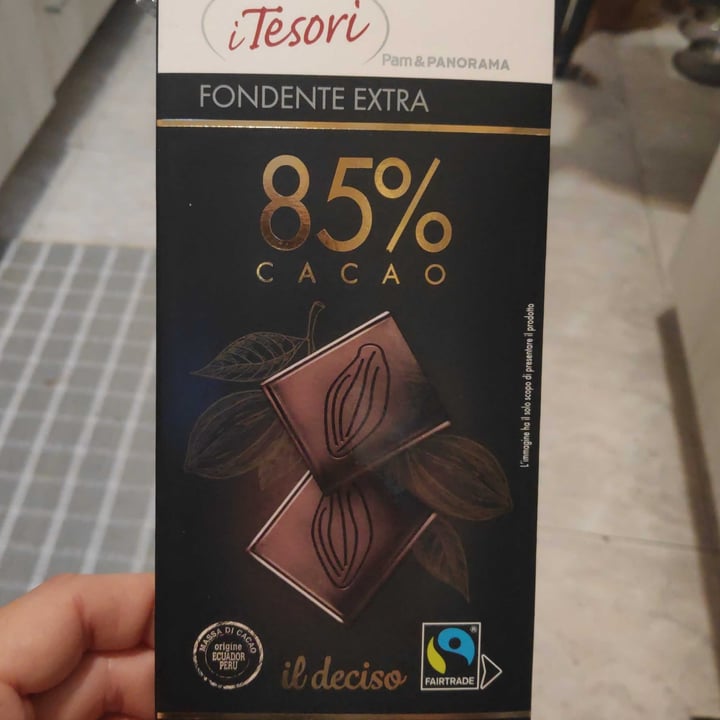 i Tesori
Pam & PANORAMA
FONDENTE EXTRA
85%
CACAO
L'immagine ha il solo scopo di presentare il prodotto
MASSA DI CACAO
origine
ECUADOR
PERU
il deciso
FAIRTRADE
®